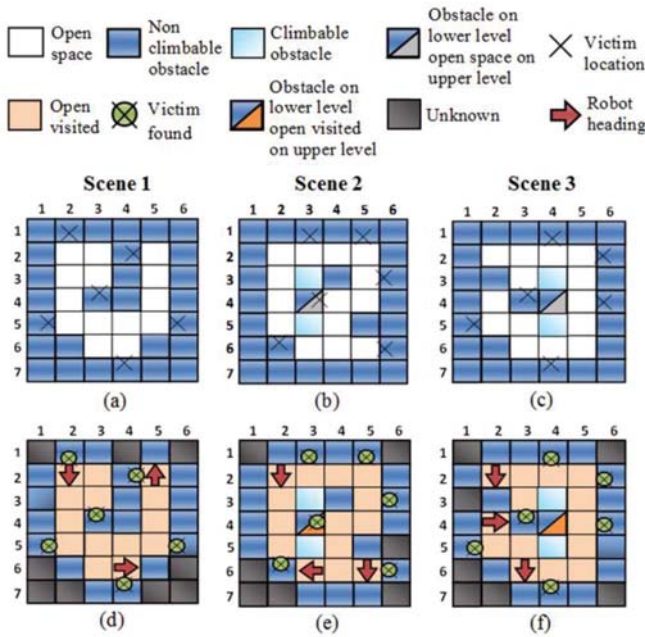 Open space
Non climbable obstacle
Climbable obstacle
Obstacle on lower level open space on upper level
Victim location
Open visited
Victim found
Obstacle on lower level open visited on upper level
Unknown
Robot heading
Scene 1
Scene 2
Scene 3
1 2 3 4 5 6
1 2 3 4 5 6
1 2 3 4 5 6
1
2
3
4
5
6
7
1
2
3
4
5
6
7
1
2
3
4
5
6
7
(a)
(b)
(c)
1 2 3 4 5 6
1 2 3 4 5 6
1 2 3 4 5 6
1
2
3
4
5
6
7
1
2
3
4
5
6
7
1
2
3
4
5
6
7
(d)
(e)
(f)